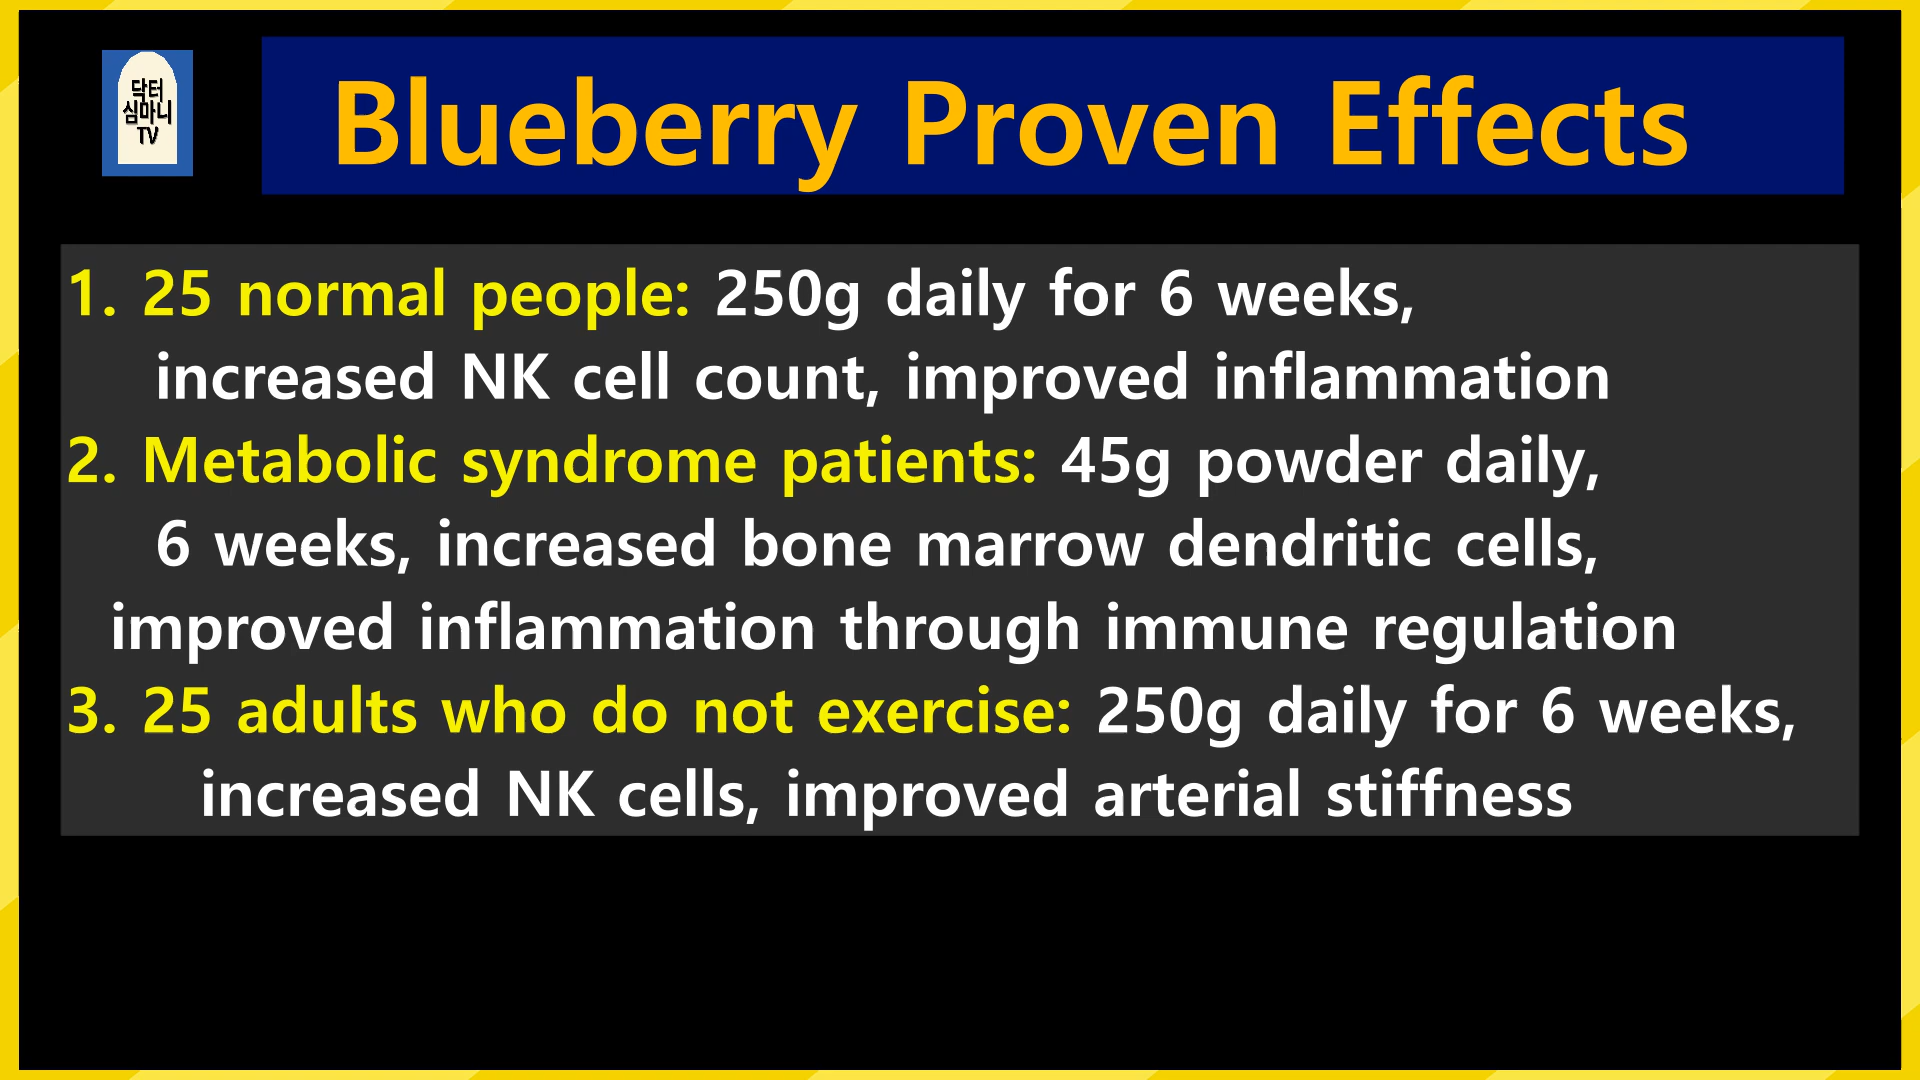 닥터
심마니
TV
Blueberry Proven Effects
1. 25 normal people: 250g daily for 6 weeks,
increased NK cell count, improved inflammation
2. Metabolic syndrome patients: 45g powder daily,
6 weeks, increased bone marrow dendritic cells,
improved inflammation through immune regulation
3. 25 adults who do not exercise: 250g daily for 6 weeks,
increased NK cells, improved arterial stiffness